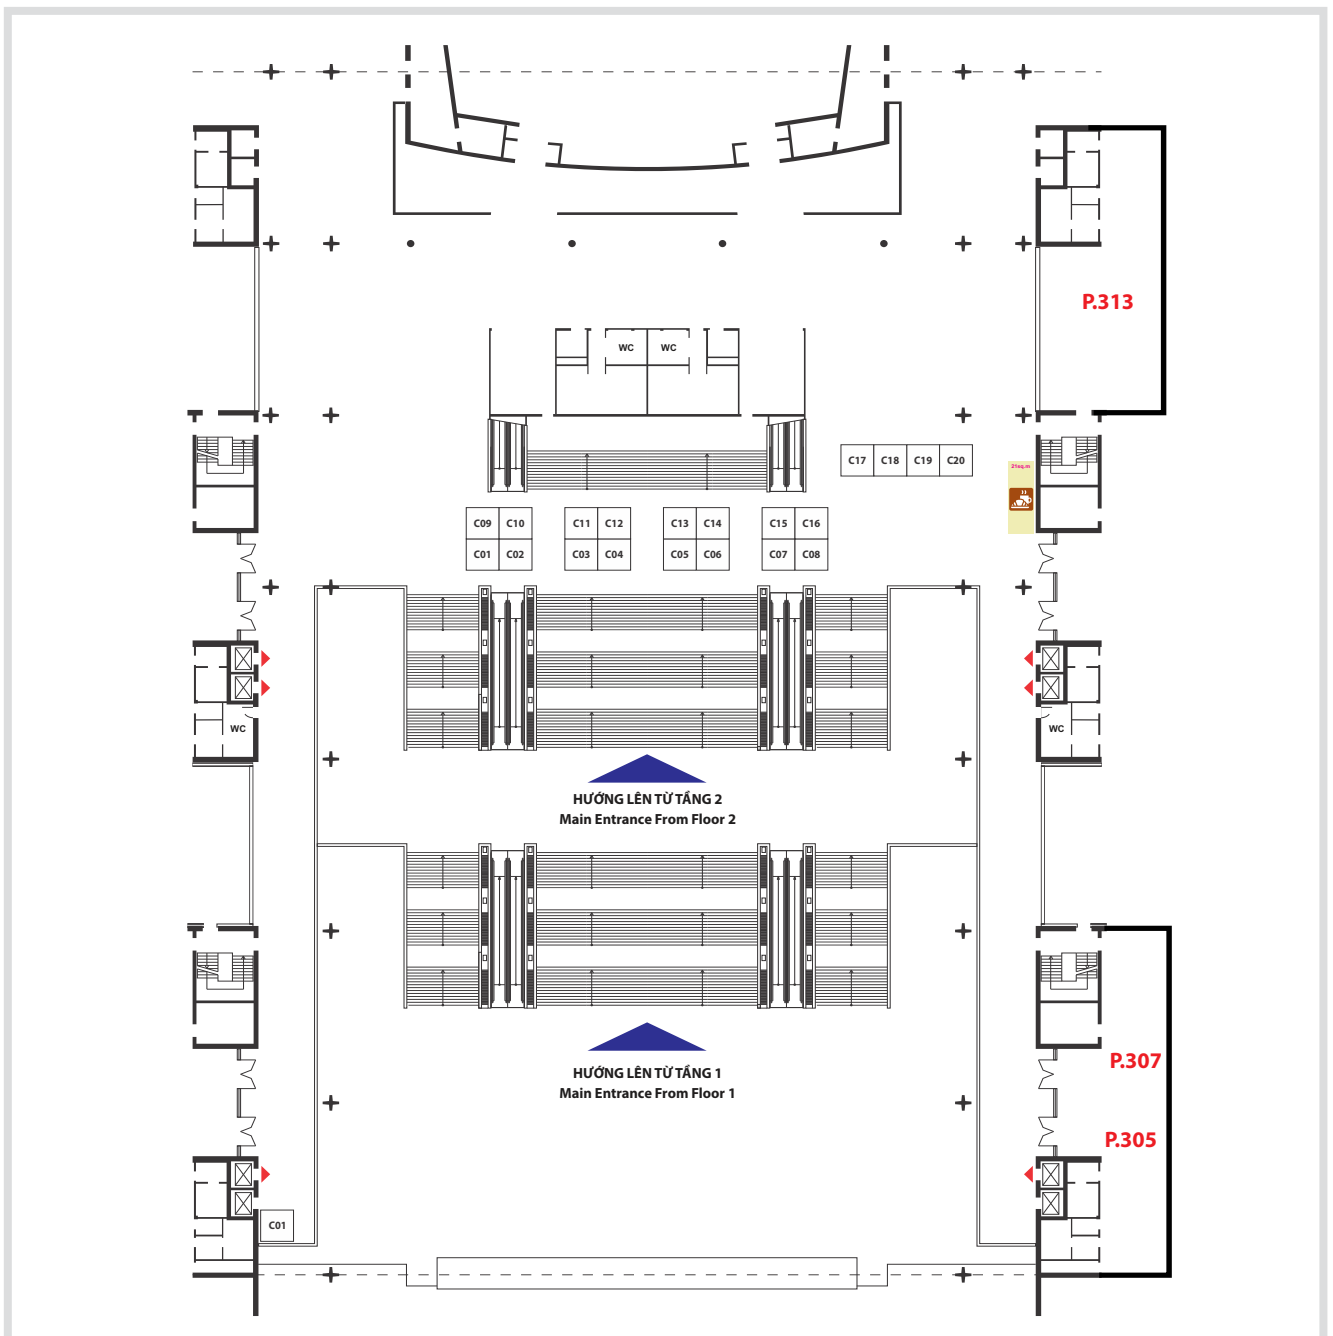 P.313
WC WC
C17 C18 C19 C20
21sq.m
C09 C10 C11 C12 C13 C14 C15 C16
C01 C02 C03 C04 C05 C06 C07 C08
WC WC
HƯỚNG LÊN TỪ TẦNG 2
Main Entrance From Floor 2
P.307
HƯỚNG LÊN TỪ TẦNG 1
Main Entrance From Floor 1
P.305
C01